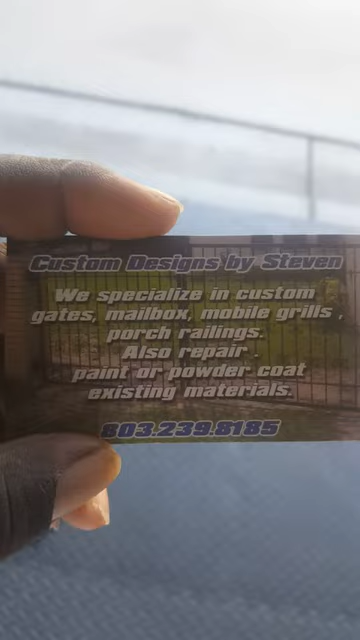 Custom Designs by Steven
We specialize in custom
gates, mailbox, mobile grills ,
porch railings.
Also repair .
paint or powder coat
existing materials.
803.239.8185